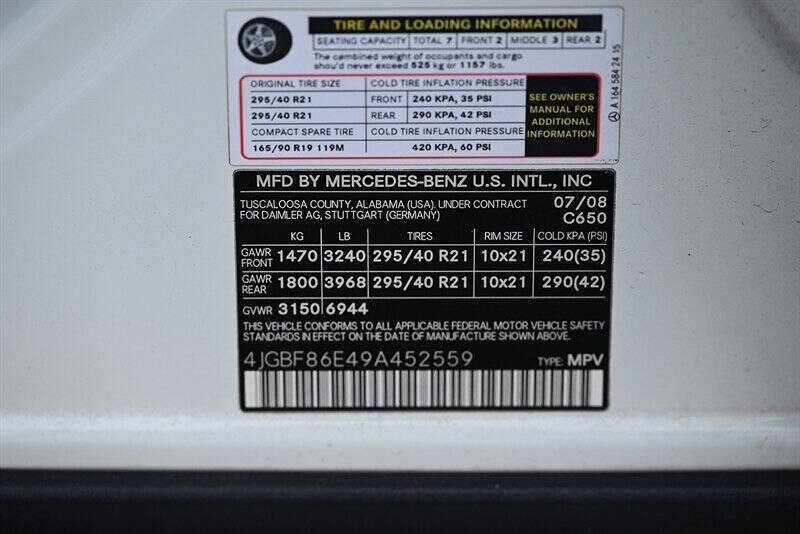 TIRE AND LOADING INFORMATION
SEATING CAPACITY TOTAL 7 FRONT 2 MIDDLE 3 REAR 2
The combined weight of occupants and cargo
shou'd never exceed 525 kg or 1157 lbs.
ORIGINAL TIRE SIZE COLD TIRE INFLATION PRESSURE
295/40 R21 FRONT 240 KPA, 35 PSI
295/40 R21 REAR 290 KPA, 42 PSI
COMPACT SPARE TIRE COLD TIRE INFLATION PRESSURE
165/90 R19 119M 420 KPA, 60 PSI
SEE OWNER'S
MANUAL FOR
ADDITIONAL
INFORMATION
A 164 584 24 15
MFD BY MERCEDES-BENZ U.S. INTL., INC
TUSCALOOSA COUNTY, ALABAMA (USA). UNDER CONTRACT 07/08
FOR DAIMLER AG, STUTTGART (GERMANY) C650
KG LB TIRES RIM SIZE COLD KPA (PSI)
GAWR FRONT 1470 3240 295/40 R21 10x21 240(35)
GAWR REAR 1800 3968 295/40 R21 10x21 290(42)
GVWR 3150 6944
THIS VEHICLE CONFORMS TO ALL APPLICABLE FEDERAL MOTOR VEHICLE SAFETY
STANDARDS IN EFFECT ON THE DATE OF MANUFACTURE SHOWN ABOVE.
4JGBF86E49A452559 TYPE: MPV